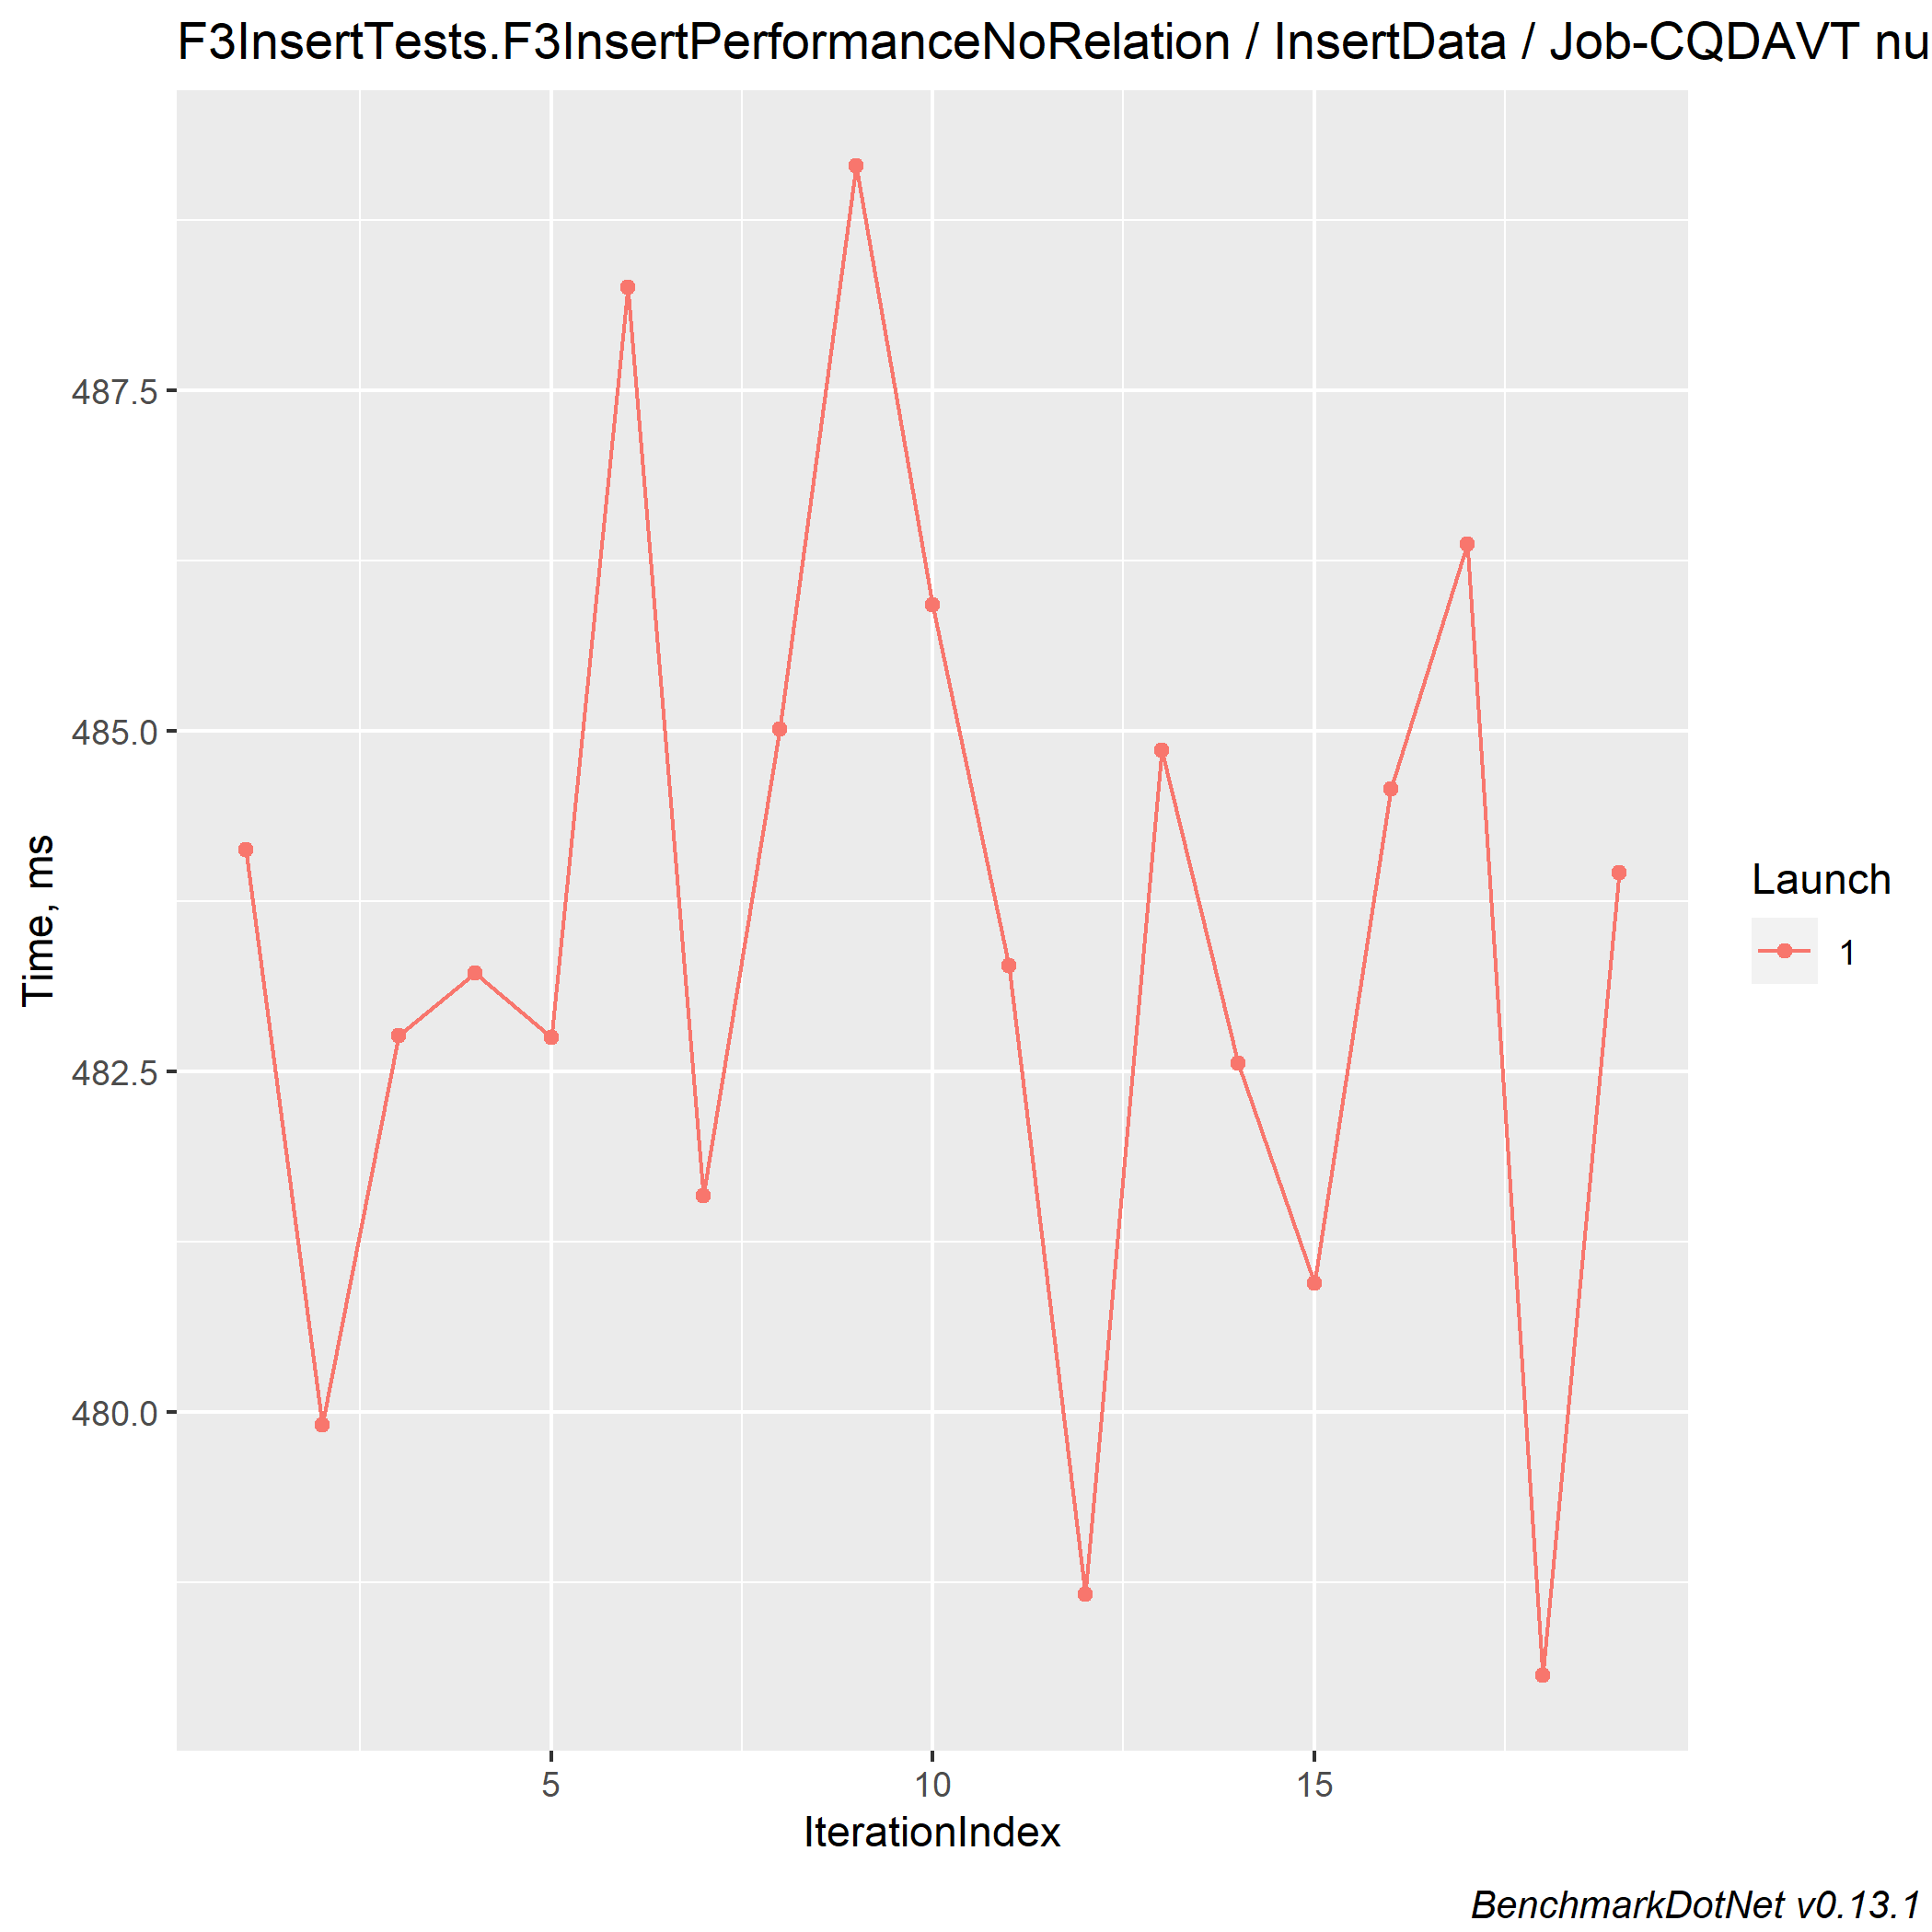 F3InsertTests.F3InsertPerformanceNoRelation / InsertData / Job-CQDAVT nu
487.5
485.0
482.5
480.0
Time, ms
5
10
15
IterationIndex
Launch
1
BenchmarkDotNet v0.13.1